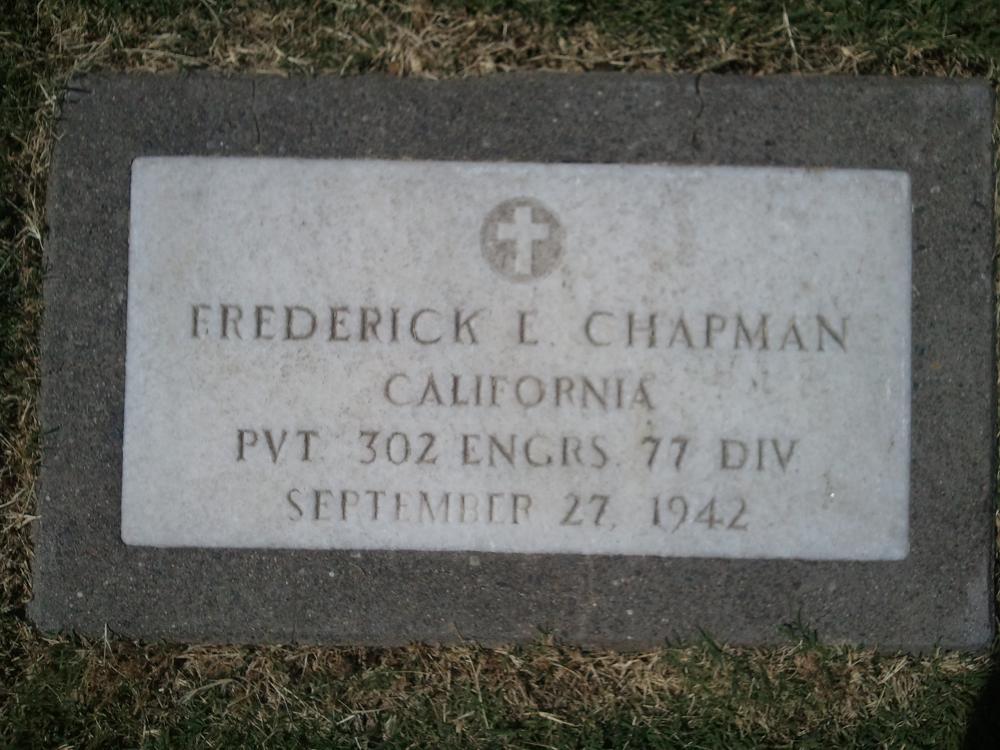 FREDERICK L. CHAPMAN
CALIFORNIA
PVT. 302 ENGRS. 77 DIV.
SEPTEMBER 27, 1942